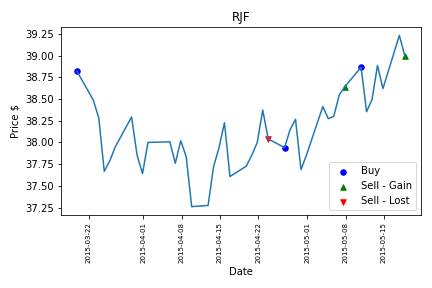 RJF
39.25
39.00
38.75
38.50
38.25
38.00
37.75
37.50
37.25
Price $
Buy
Sell - Gain
Sell - Lost
2015-03-22
2015-04-01
2015-04-08
2015-04-15
2015-04-22
2015-05-01
2015-05-08
2015-05-15
Date